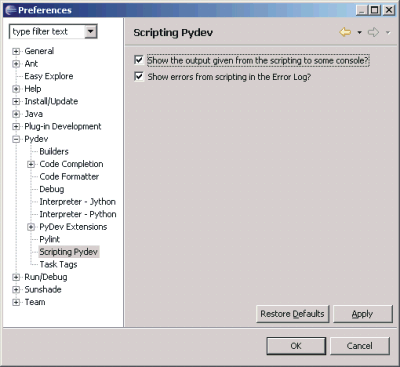 Preferences
type filter text
General
Ant
Easy Explore
Help
Install/Update
Java
Plug-in Development
Pydev
Builders
Code Completion
Code Formatter
Debug
Interpreter - Jython
Interpreter - Python
PyDev Extensions
Pylint
Scripting Pydev
Task Tags
Run/Debug
Sunshade
Team
Scripting Pydev
Show the output given from the scripting to some console?
Show errors from scripting in the Error Log?
Restore Defaults
Apply
OK
Cancel